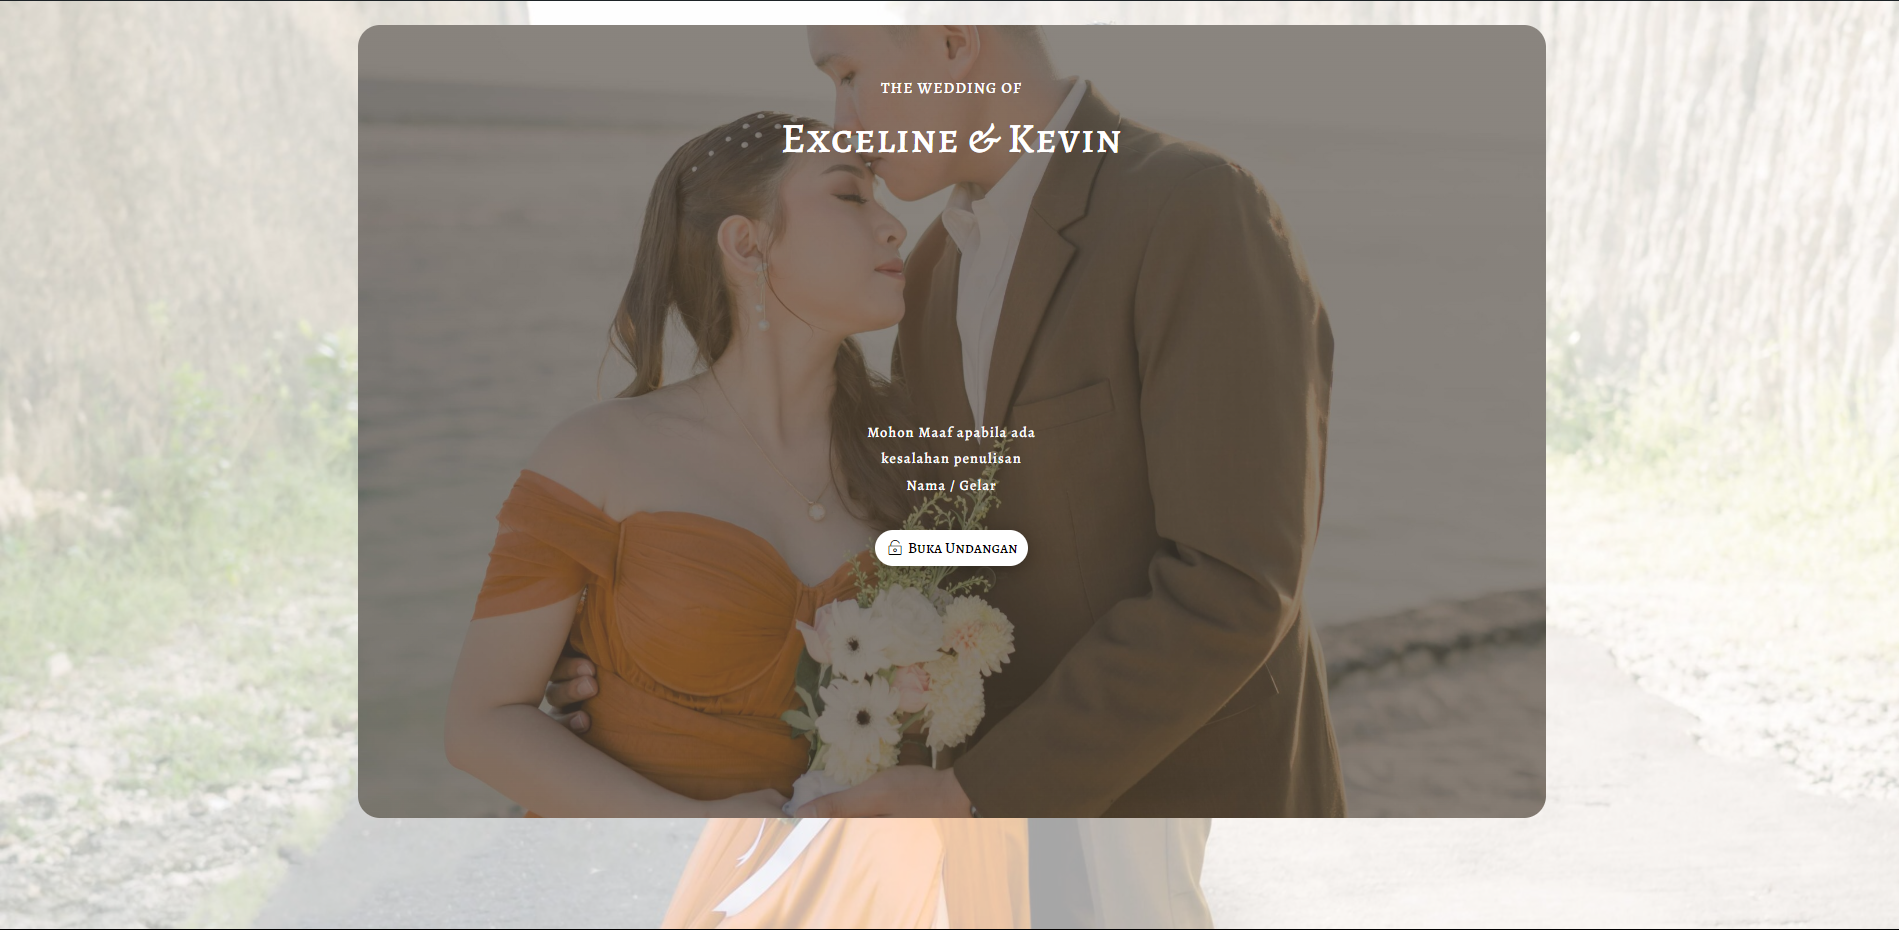 THE WEDDING OF
Exceline & Kevin
Mohon Maaf apabila ada
kesalahan penulisan
Nama / Gelar
Buka Undangan